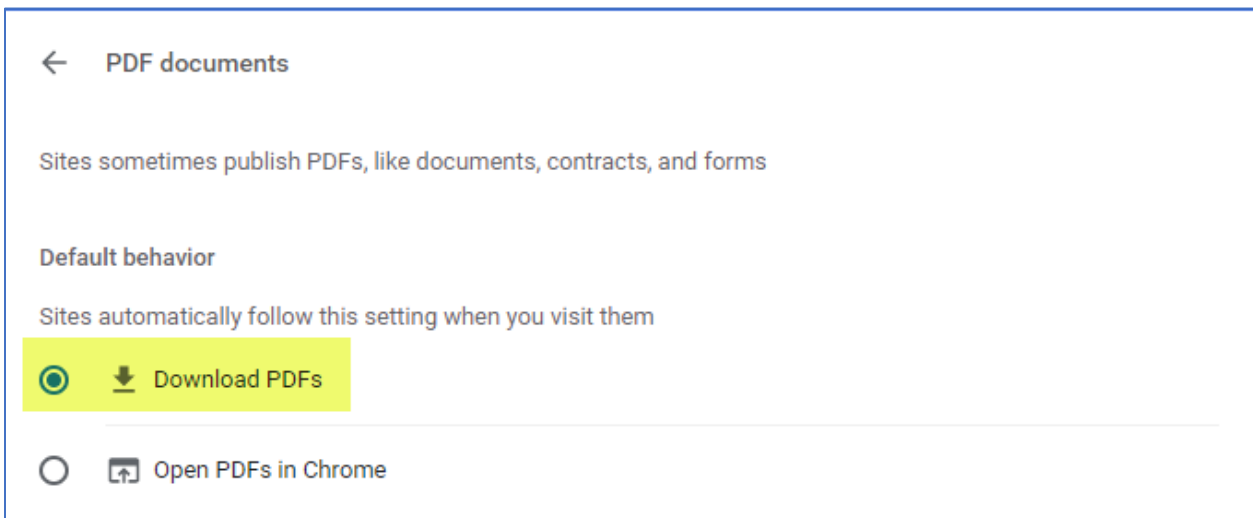 PDF documents
Sites sometimes publish PDFs, like documents, contracts, and forms
Default behavior
Sites automatically follow this setting when you visit them
Download PDFs
Open PDFs in Chrome